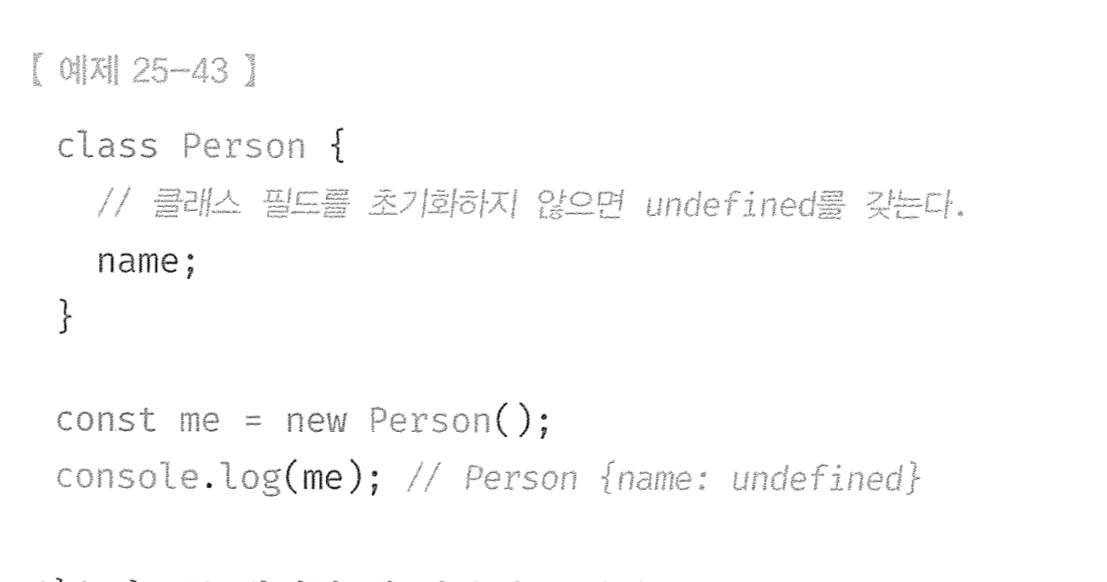 【 예제 25-43 】
class Person {
// 클래스 필드를 초기화하지 않으면 undefined를 갖는다.
name;
}
const me = new Person();
console.log(me); // Person {name: undefined}